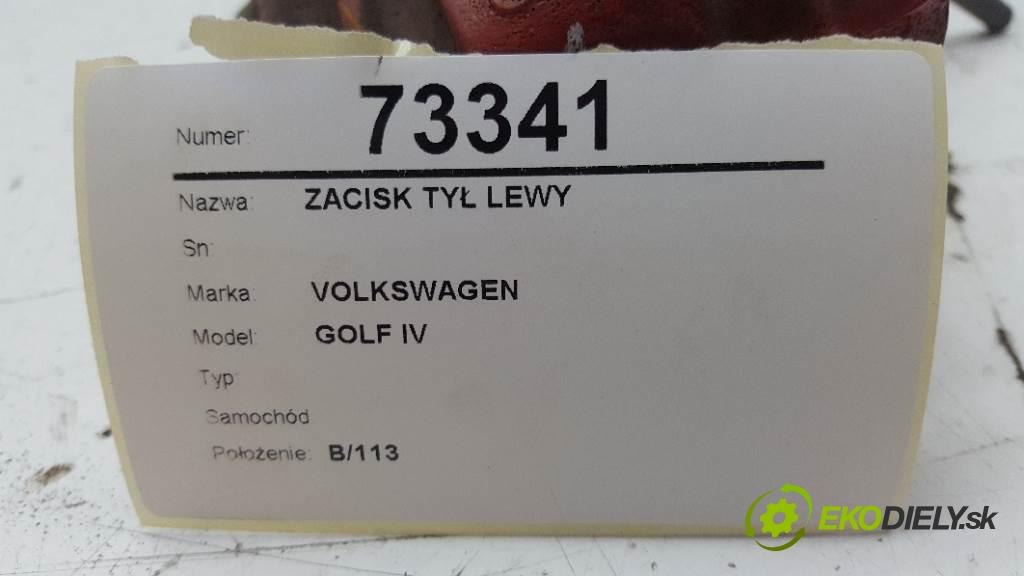 Numer: 73341
Nazwa: ZACISK TYŁ LEWY
Sn:
Marka: VOLKSWAGEN
Model: GOLF IV
Typ:
Samochód
Położenie: B/113
EKODIELY.sk